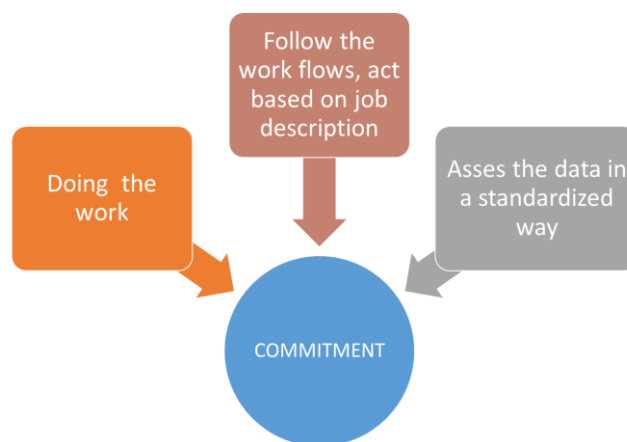 Follow the
work flows, act
based on job
description
Doing the
work
Asses the data in
a standardized
way
COMMITMENT